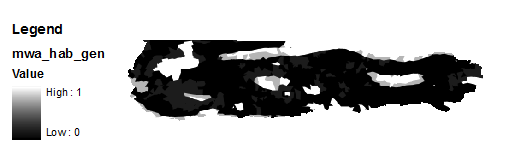 Legend
mwa_hab_gen
Value
High : 1
Low : 0